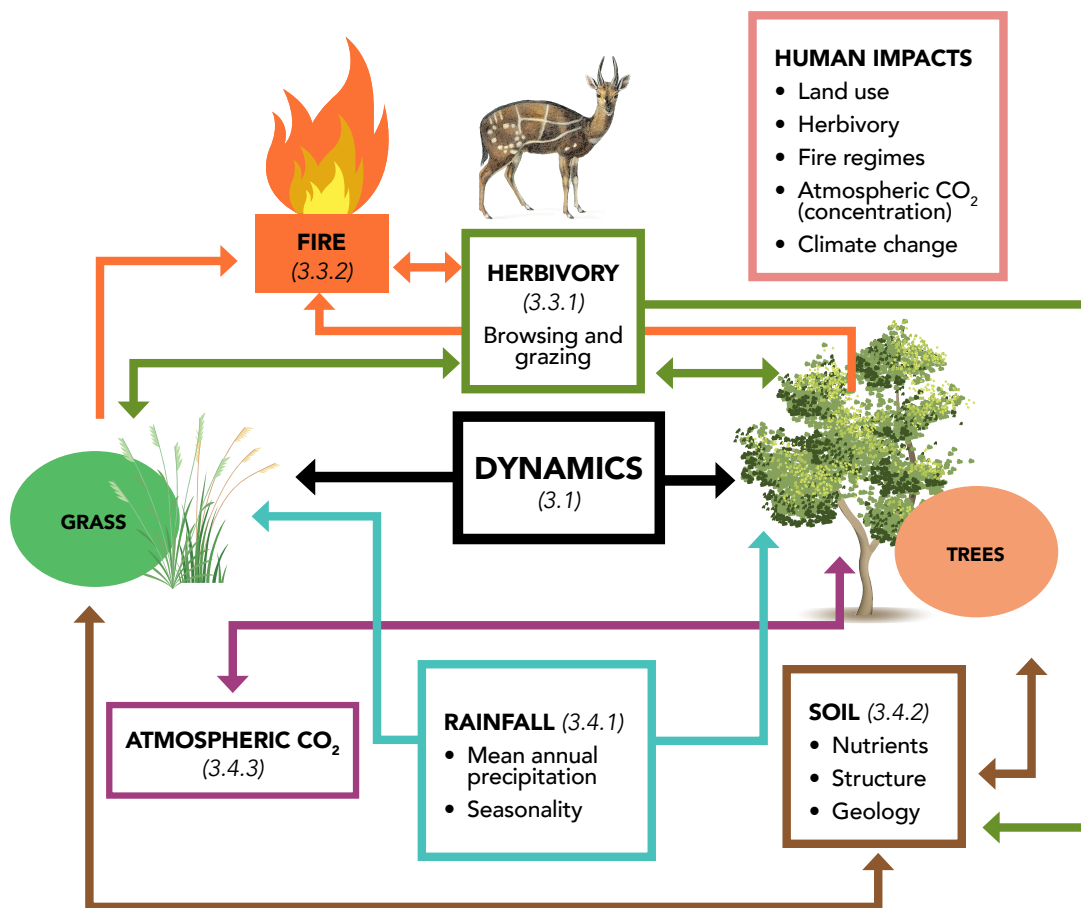 HUMAN IMPACTS
• Land use
• Herbivory
• Fire regimes
• Atmospheric CO₂
(concentration)
• Climate change
FIRE
(3.3.2)
HERBIVORY
(3.3.1)
Browsing and
grazing
DYNAMICS
(3.1)
GRASS
TREES
ATMOSPHERIC CO₂
(3.4.3)
RAINFALL (3.4.1)
• Mean annual
precipitation
• Seasonality
SOIL (3.4.2)
• Nutrients
• Structure
• Geology